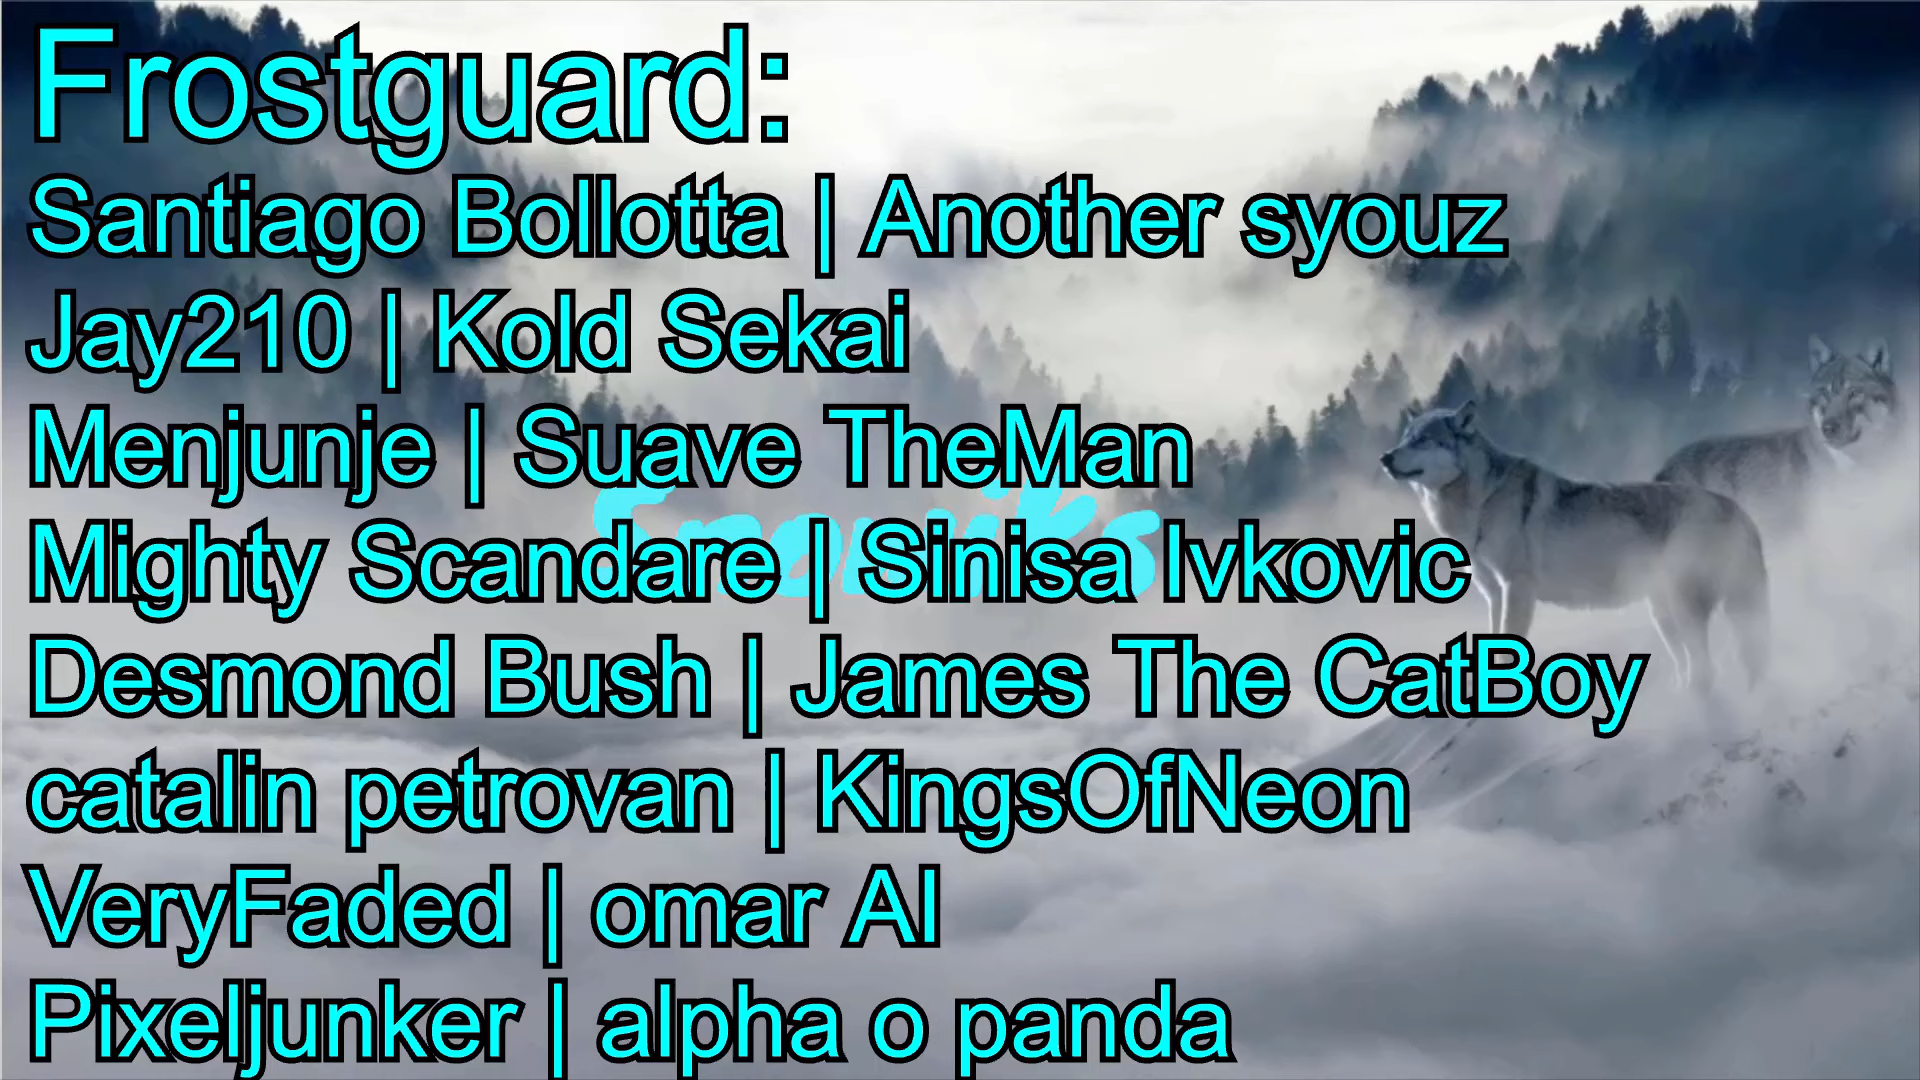 Frostguard:
Santiago Bollotta | Another syouz
Jay210 | Kold Sekai
Menjunje | Suave TheMan
Mighty Scandare | Sinisa Ivkovic
Desmond Bush | James The CatBoy
catalin petrovan | KingsOfNeon
VeryFaded | omar Al
Pixeljunker | alpha o panda